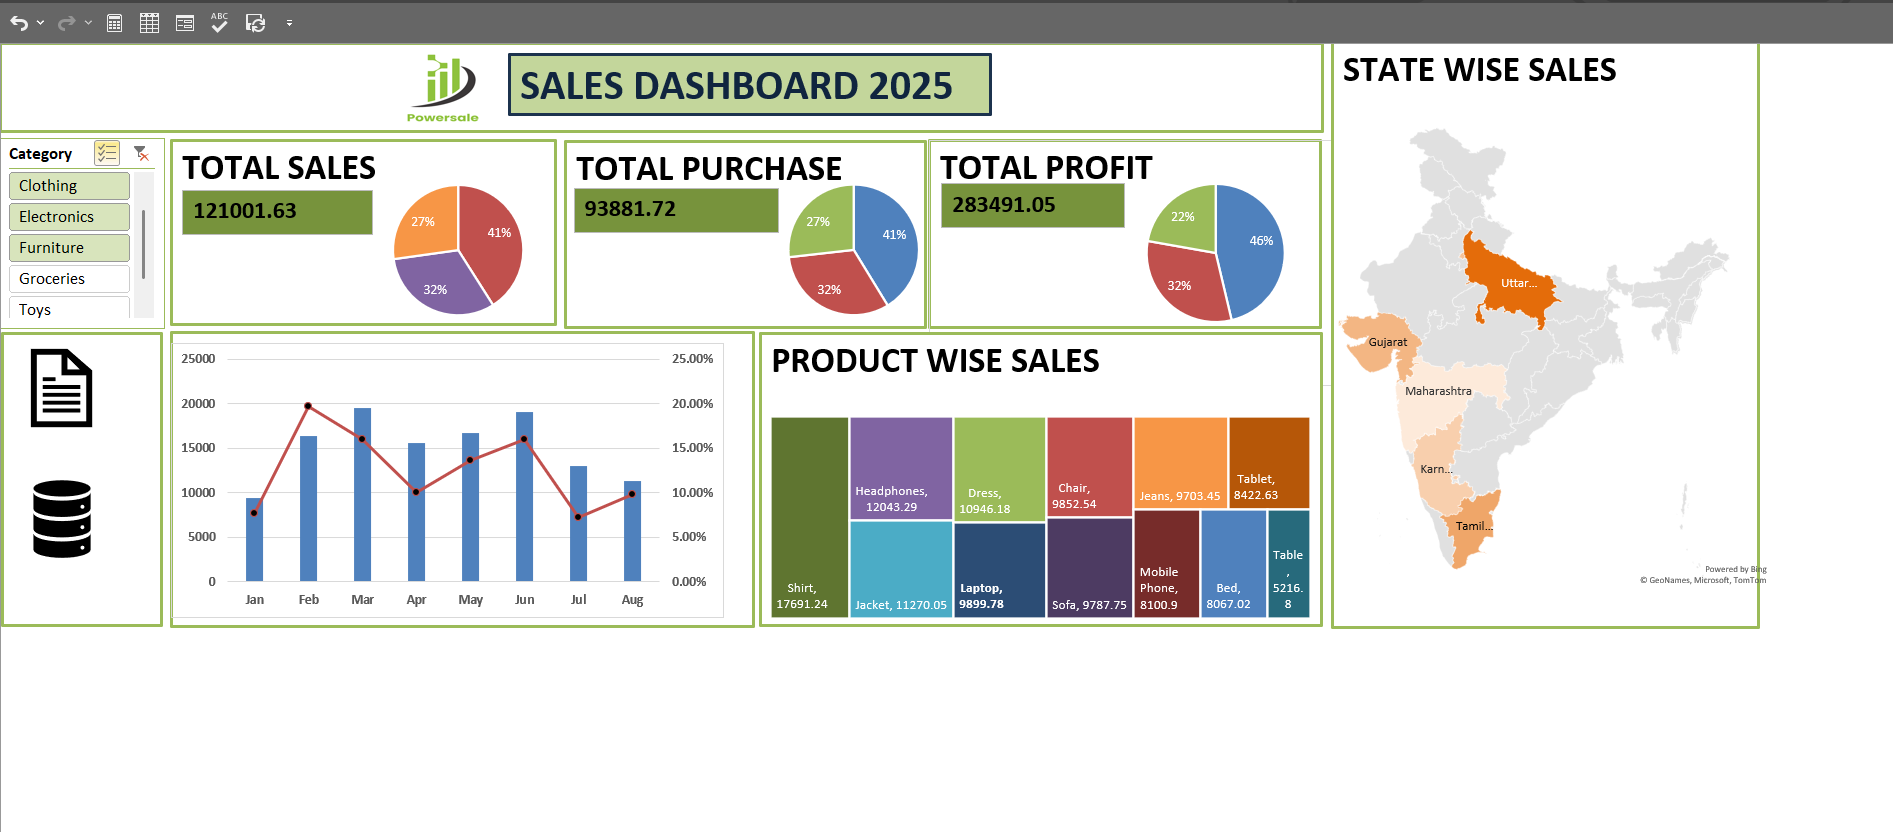 ABC
Powersale
SALES DASHBOARD 2025
STATE WISE SALES
Category
Clothing
Electronics
Furniture
Groceries
Toys
TOTAL SALES
121001.63
27%
41%
32%
TOTAL PURCHASE
93881.72
27%
41%
32%
TOTAL PROFIT
283491.05
22%
46%
32%
25000
20000
15000
10000
5000
0
25.00%
20.00%
15.00%
10.00%
5.00%
0.00%
Jan Feb Mar Apr May Jun Jul Aug
PRODUCT WISE SALES
Shirt,
17691.24
Headphones,
12043.29
Jacket, 11270.05
Dress,
10946.18
Laptop,
9899.78
Chair,
9852.54
Sofa, 9787.75
Jeans, 9703.45
Tablet,
8422.63
Mobile
Phone,
8100.9
Bed,
8067.02
Table
,
5216.
8
Uttar...
Gujarat
Maharashtra
Karn...
Tamil...
Powered by Bing
© GeoNames, Microsoft, TomTom